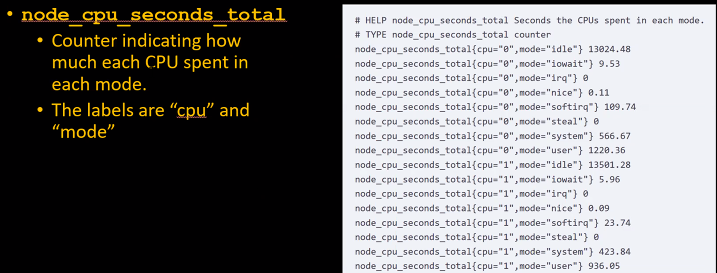 • node_cpu_seconds_total
• Counter indicating how
much each CPU spent in
each mode.
• The labels are “cpu” and
“mode”
# HELP node_cpu_seconds_total Seconds the CPUs spent in each mode.
# TYPE node_cpu_seconds_total counter
node_cpu_seconds_total{cpu="0",mode="idle"} 13024.48
node_cpu_seconds_total{cpu="0",mode="iowait"} 9.53
node_cpu_seconds_total{cpu="0",mode="irq"} 0
node_cpu_seconds_total{cpu="0",mode="nice"} 0.11
node_cpu_seconds_total{cpu="0",mode="softirq"} 109.74
node_cpu_seconds_total{cpu="0",mode="steal"} 0
node_cpu_seconds_total{cpu="0",mode="system"} 566.67
node_cpu_seconds_total{cpu="0",mode="user"} 1220.36
node_cpu_seconds_total{cpu="1",mode="idle"} 13501.28
node_cpu_seconds_total{cpu="1",mode="iowait"} 5.96
node_cpu_seconds_total{cpu="1",mode="irq"} 0
node_cpu_seconds_total{cpu="1",mode="nice"} 0.09
node_cpu_seconds_total{cpu="1",mode="softirq"} 23.74
node_cpu_seconds_total{cpu="1",mode="steal"} 0
node_cpu_seconds_total{cpu="1",mode="system"} 423.84
node_cpu_seconds_total{cpu="1",mode="user"} 936.05